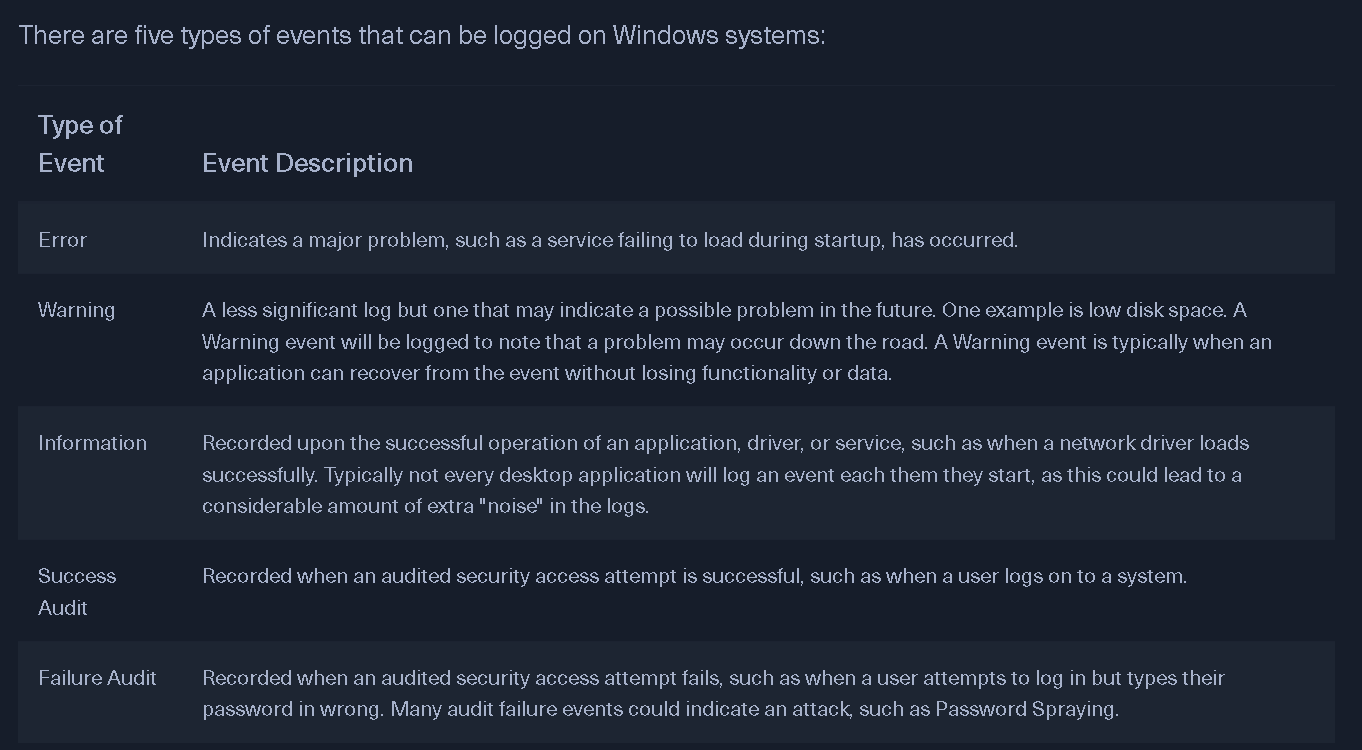 There are five types of events that can be logged on Windows systems:
Type of
Event
Event Description
Error
Indicates a major problem, such as a service failing to load during startup, has occurred.
Warning
A less significant log but one that may indicate a possible problem in the future. One example is low disk space. A
Warning event will be logged to note that a problem may occur down the road. A Warning event is typically when an
application can recover from the event without losing functionality or data.
Information
Recorded upon the successful operation of an application, driver, or service, such as when a network driver loads
successfully. Typically not every desktop application will log an event each them they start, as this could lead to a
considerable amount of extra "noise" in the logs.
Success
Audit
Recorded when an audited security access attempt is successful, such as when a user logs on to a system.
Failure Audit
Recorded when an audited security access attempt fails, such as when a user attempts to log in but types their
password in wrong. Many audit failure events could indicate an attack, such as Password Spraying.